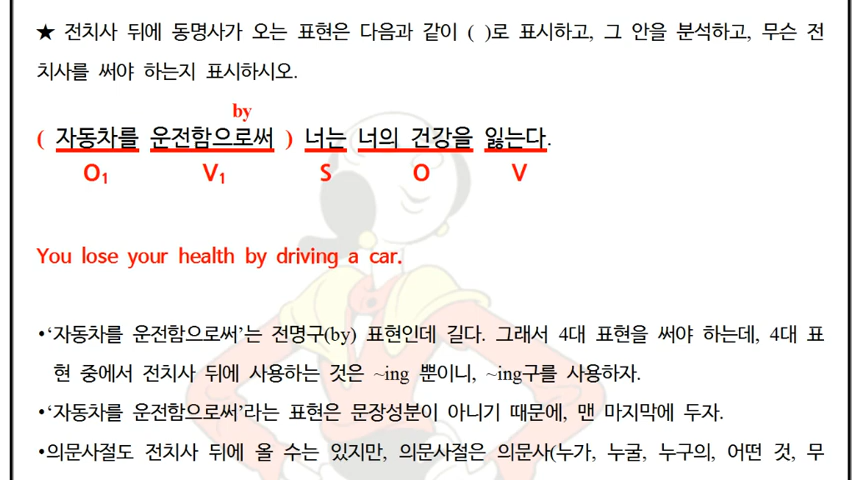 ★ 전치사 뒤에 동명사가 오는 표현은 다음과 같이 ( )로 표시하고, 그 안을 분석하고, 무슨 전
치사를 써야 하는지 표시하시오.
by
( 자동차를 운전함으로써 ) 너는 너의 건강을 잃는다.
O₁ V₁ S O V
You lose your health by driving a car.
•‘자동차를 운전함으로써’는 전명구(by) 표현인데 길다. 그래서 4대 표현을 써야 하는데, 4대 표
현 중에서 전치사 뒤에 사용하는 것은 ~ing 뿐이니, ~ing구를 사용하자.
•‘자동차를 운전함으로써’라는 표현은 문장성분이 아니기 때문에, 맨 마지막에 두자.
•의문사절도 전치사 뒤에 올 수는 있지만, 의문사절은 의문사(누가, 누굴, 누구의, 어떤 것, 무